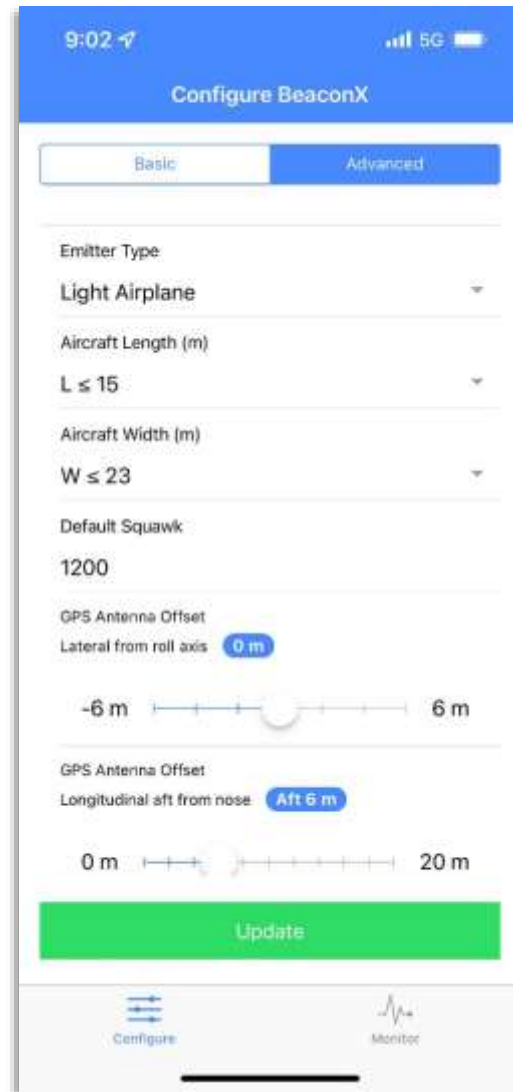 9:02
5G
Configure BeaconX
Basic Advanced
Emitter Type
Light Airplane
Aircraft Length (m)
L ≤ 15
Aircraft Width (m)
W ≤ 23
Default Squawk
1200
GPS Antenna Offset
Lateral from roll axis 0 m
-6 m 6 m
GPS Antenna Offset
Longitudinal aft from nose Aft 6 m
0 m 20 m
Update
Configure Monitor